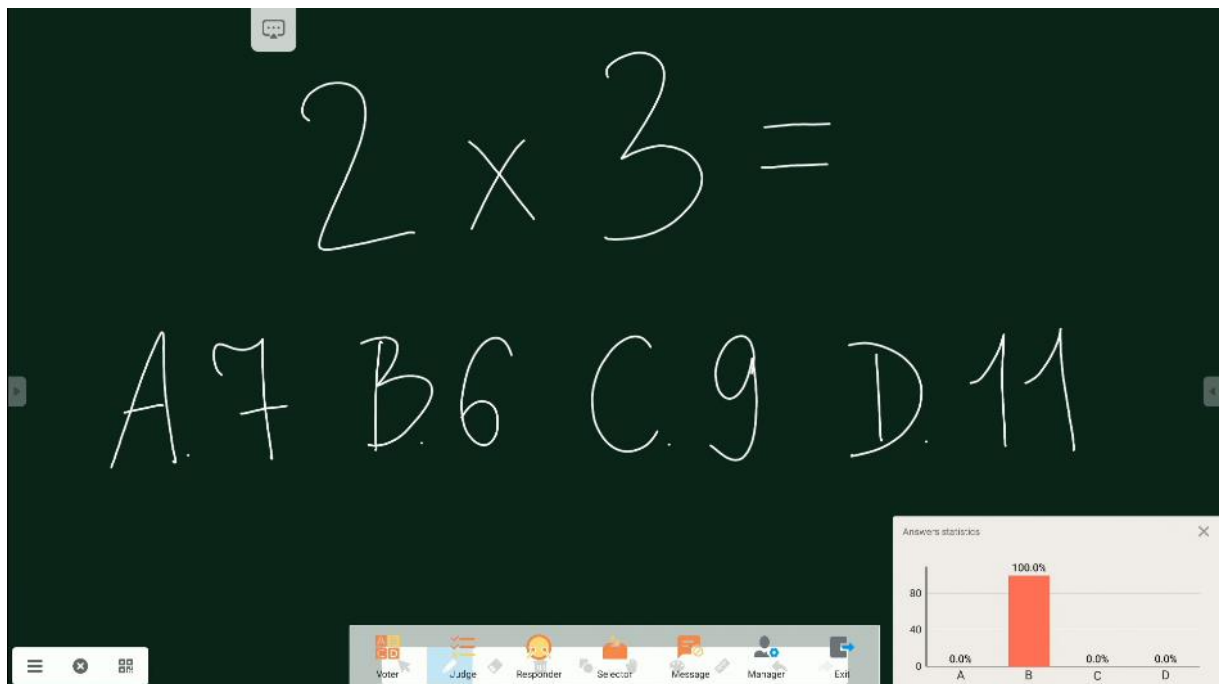 2 x 3 =
A. 7 B. 6 C. 9 D. 11
Answers statistics
100.0%
80
40
0
0.0% 0.0% 0.0%
A B C D
A B C D
Voter Judge Responder Selector Message Manager Exit